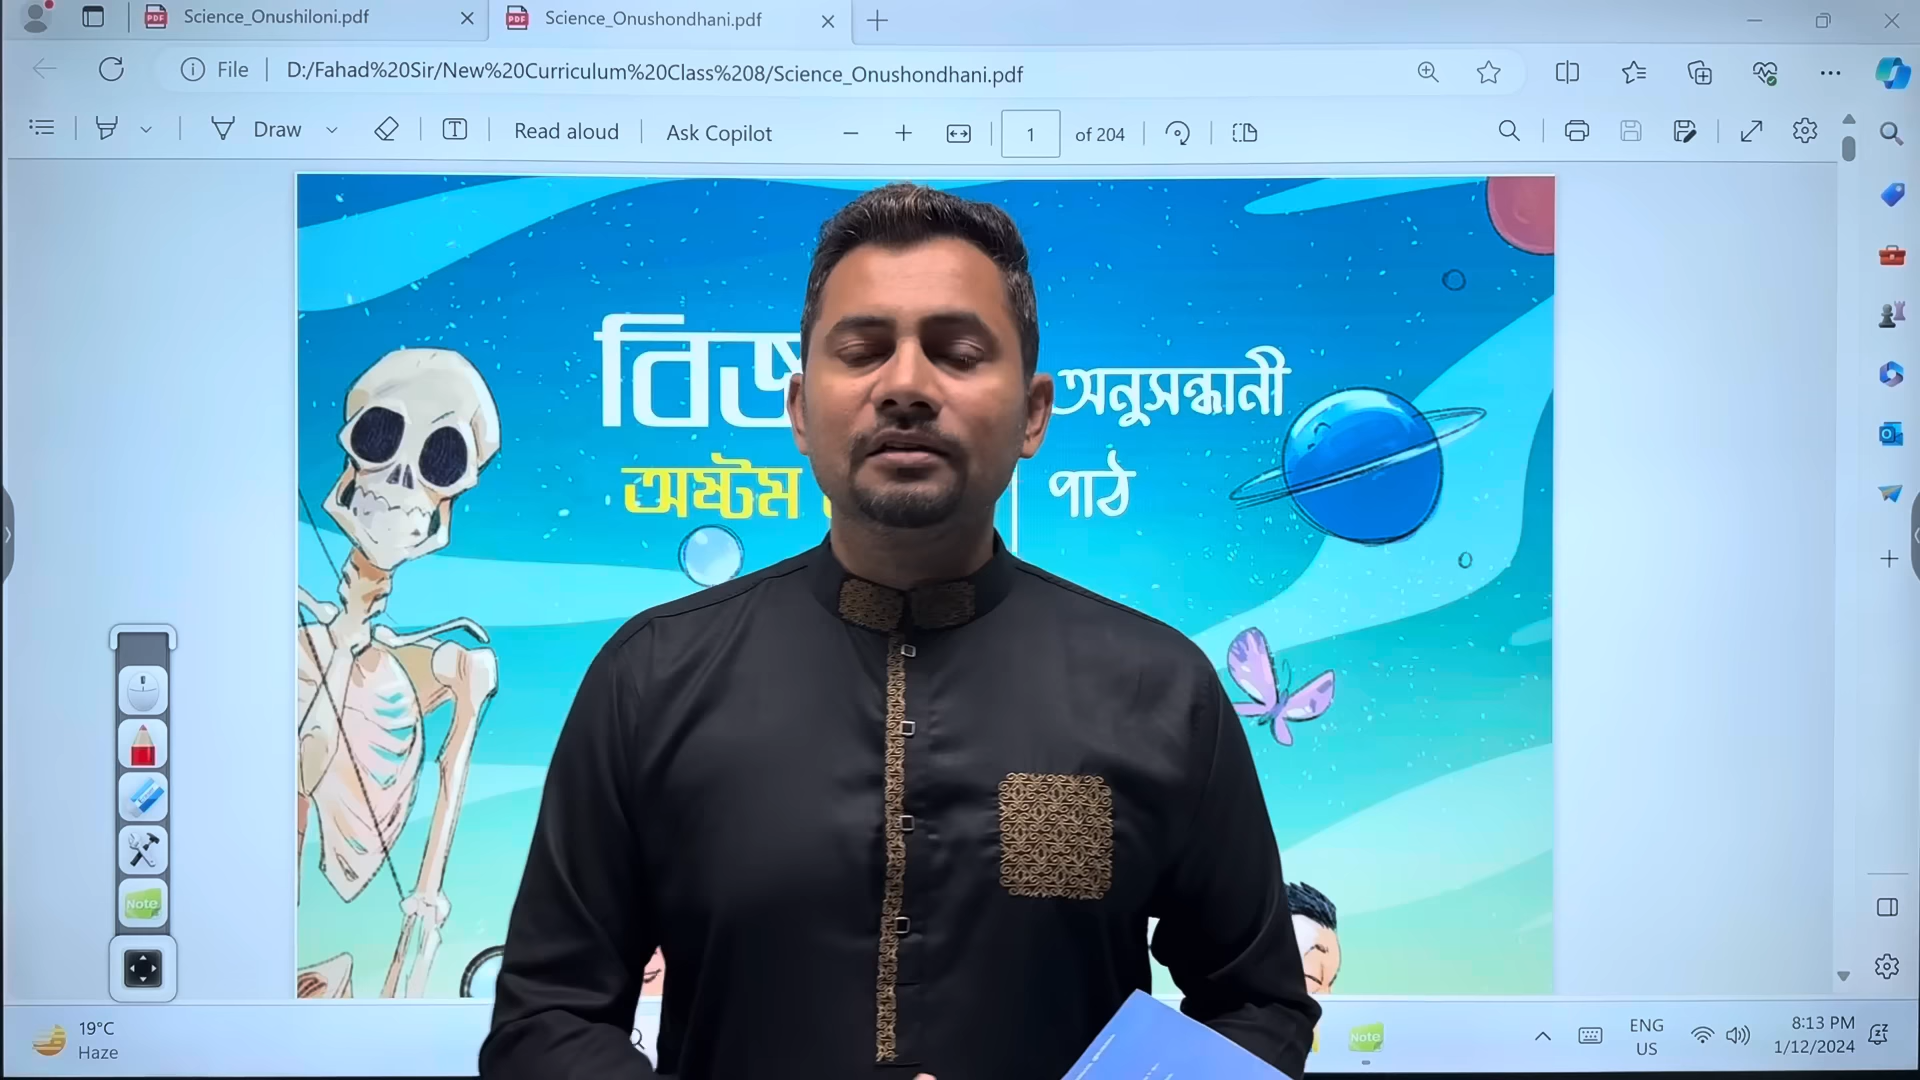 Science_Onushiloni.pdf
Science_Onushondhani.pdf
File
D:/Fahad%20Sir/New%20Curriculum%20Class%208/Science_Onushondhani.pdf
Draw
Read aloud
Ask Copilot
1
of 204
অনুসন্ধানী
অষ্টম
পাঠ
Note
19°C
Haze
Note
ENG
US
8:13 PM
1/12/2024